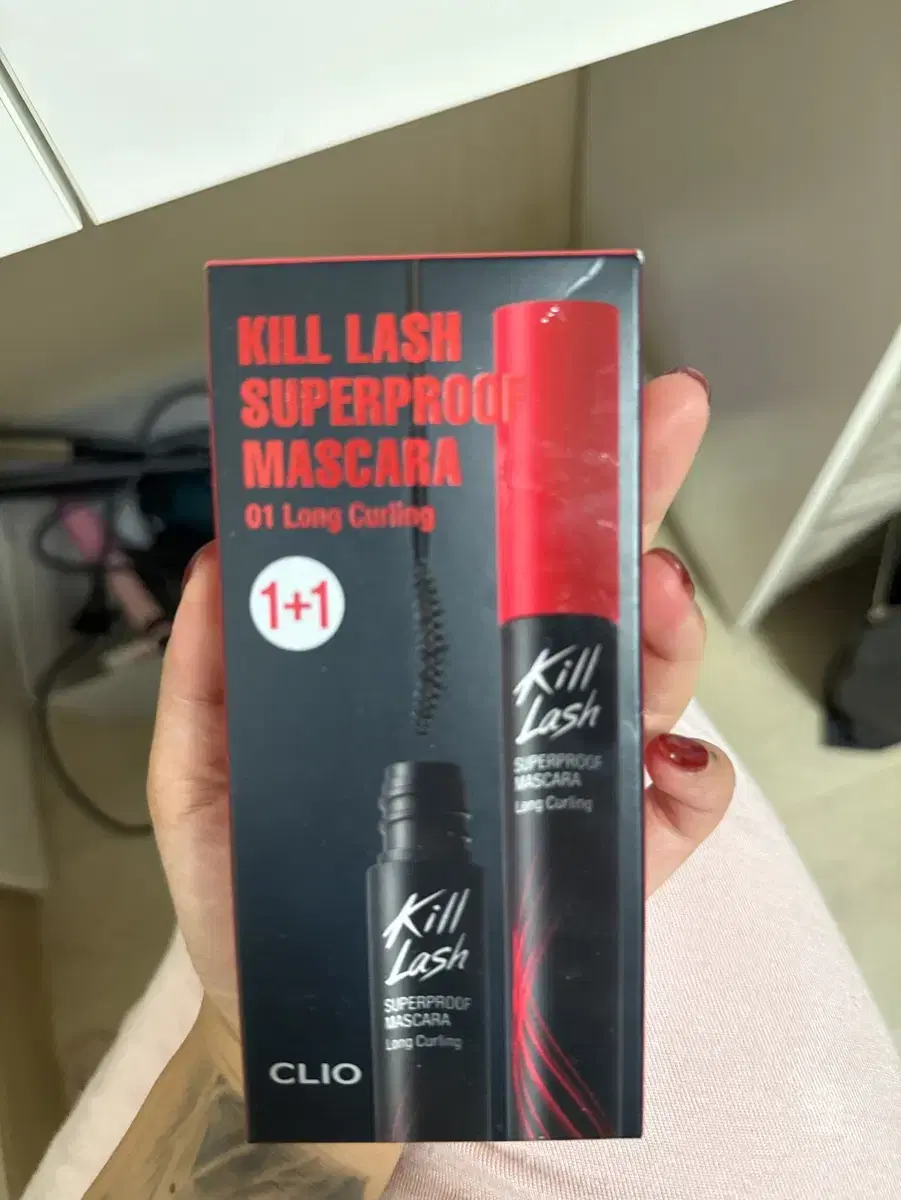 KILL LASH
SUPERPROOF
MASCARA
01 Long Curling
1+1
Kill
Lash
SUPERPROOF
MASCARA
Long Curling
Kill
Lash
SUPERPROOF
MASCARA
Long Curling
CLIO